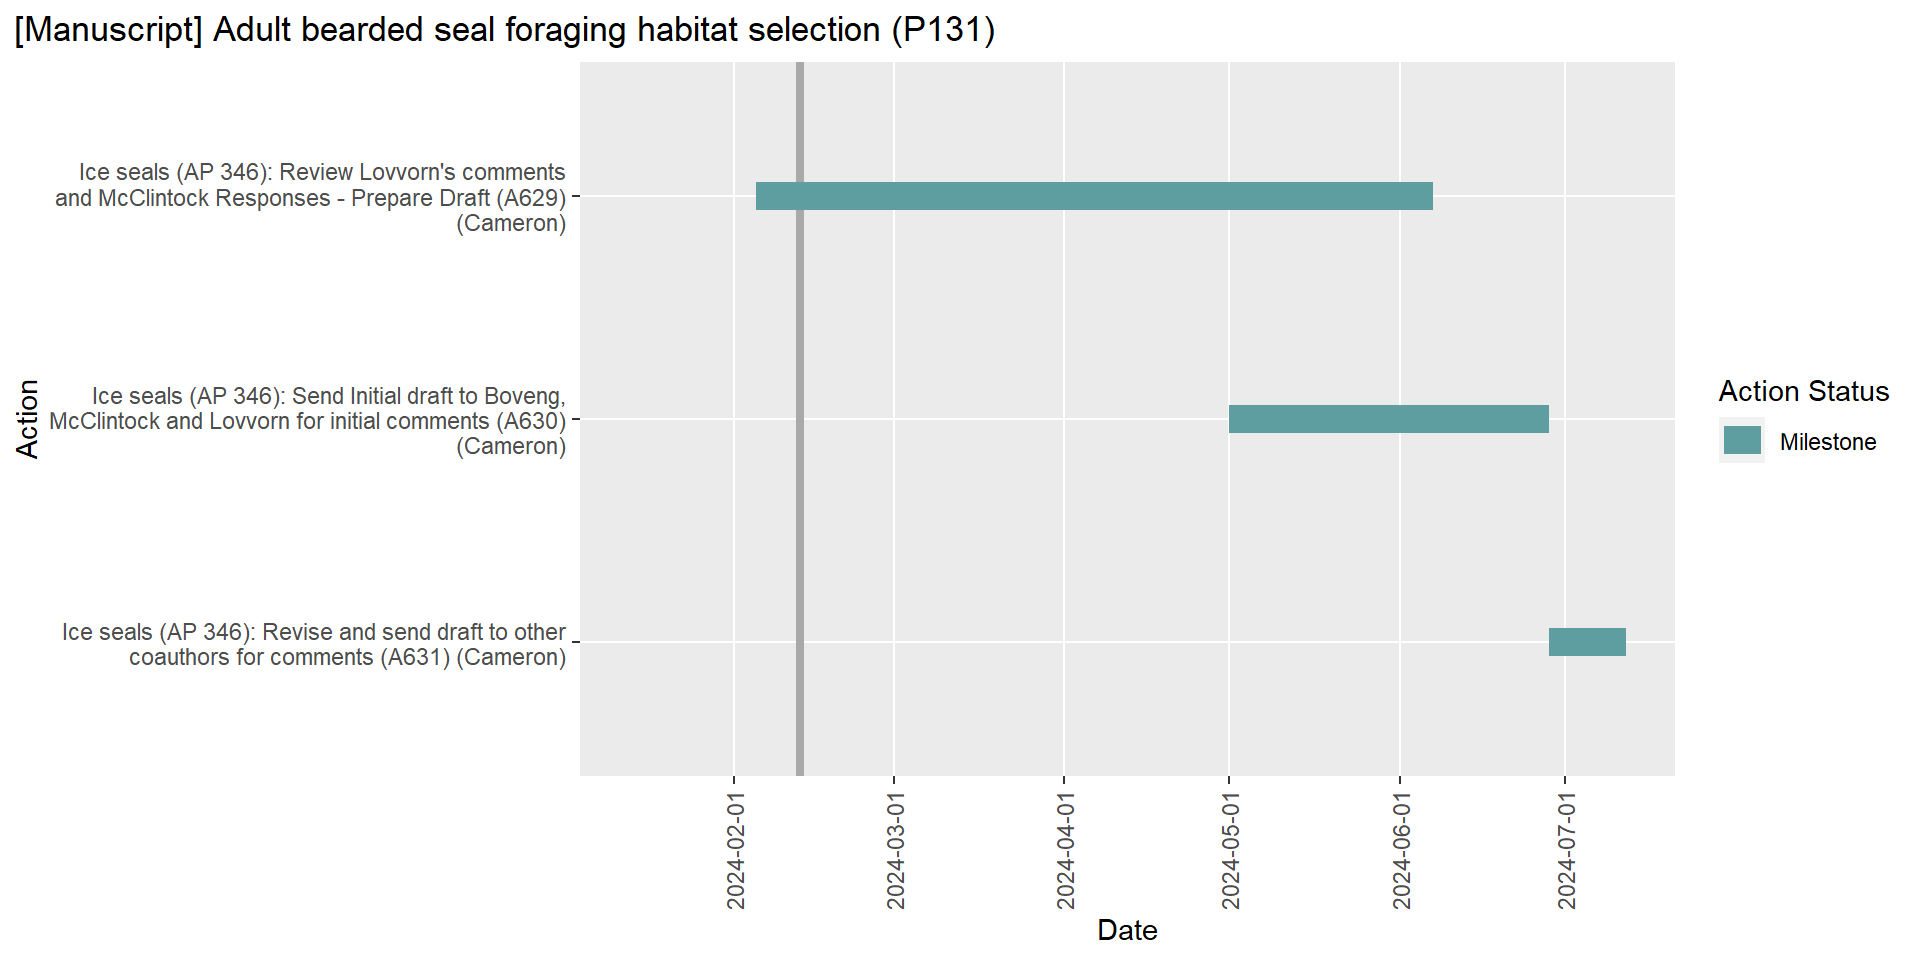 [Manuscript] Adult bearded seal foraging habitat selection (P131)
Ice seals (AP 346): Review Lovvorn's comments
and McClintock Responses - Prepare Draft (A629)
(Cameron)
Ice seals (AP 346): Send Initial draft to Boveng,
McClintock and Lovvorn for initial comments (A630)
(Cameron)
Ice seals (AP 346): Revise and send draft to other
coauthors for comments (A631) (Cameron)
Action
Action Status
Milestone
2024-02-01
2024-03-01
2024-04-01
2024-05-01
2024-06-01
2024-07-01
Date